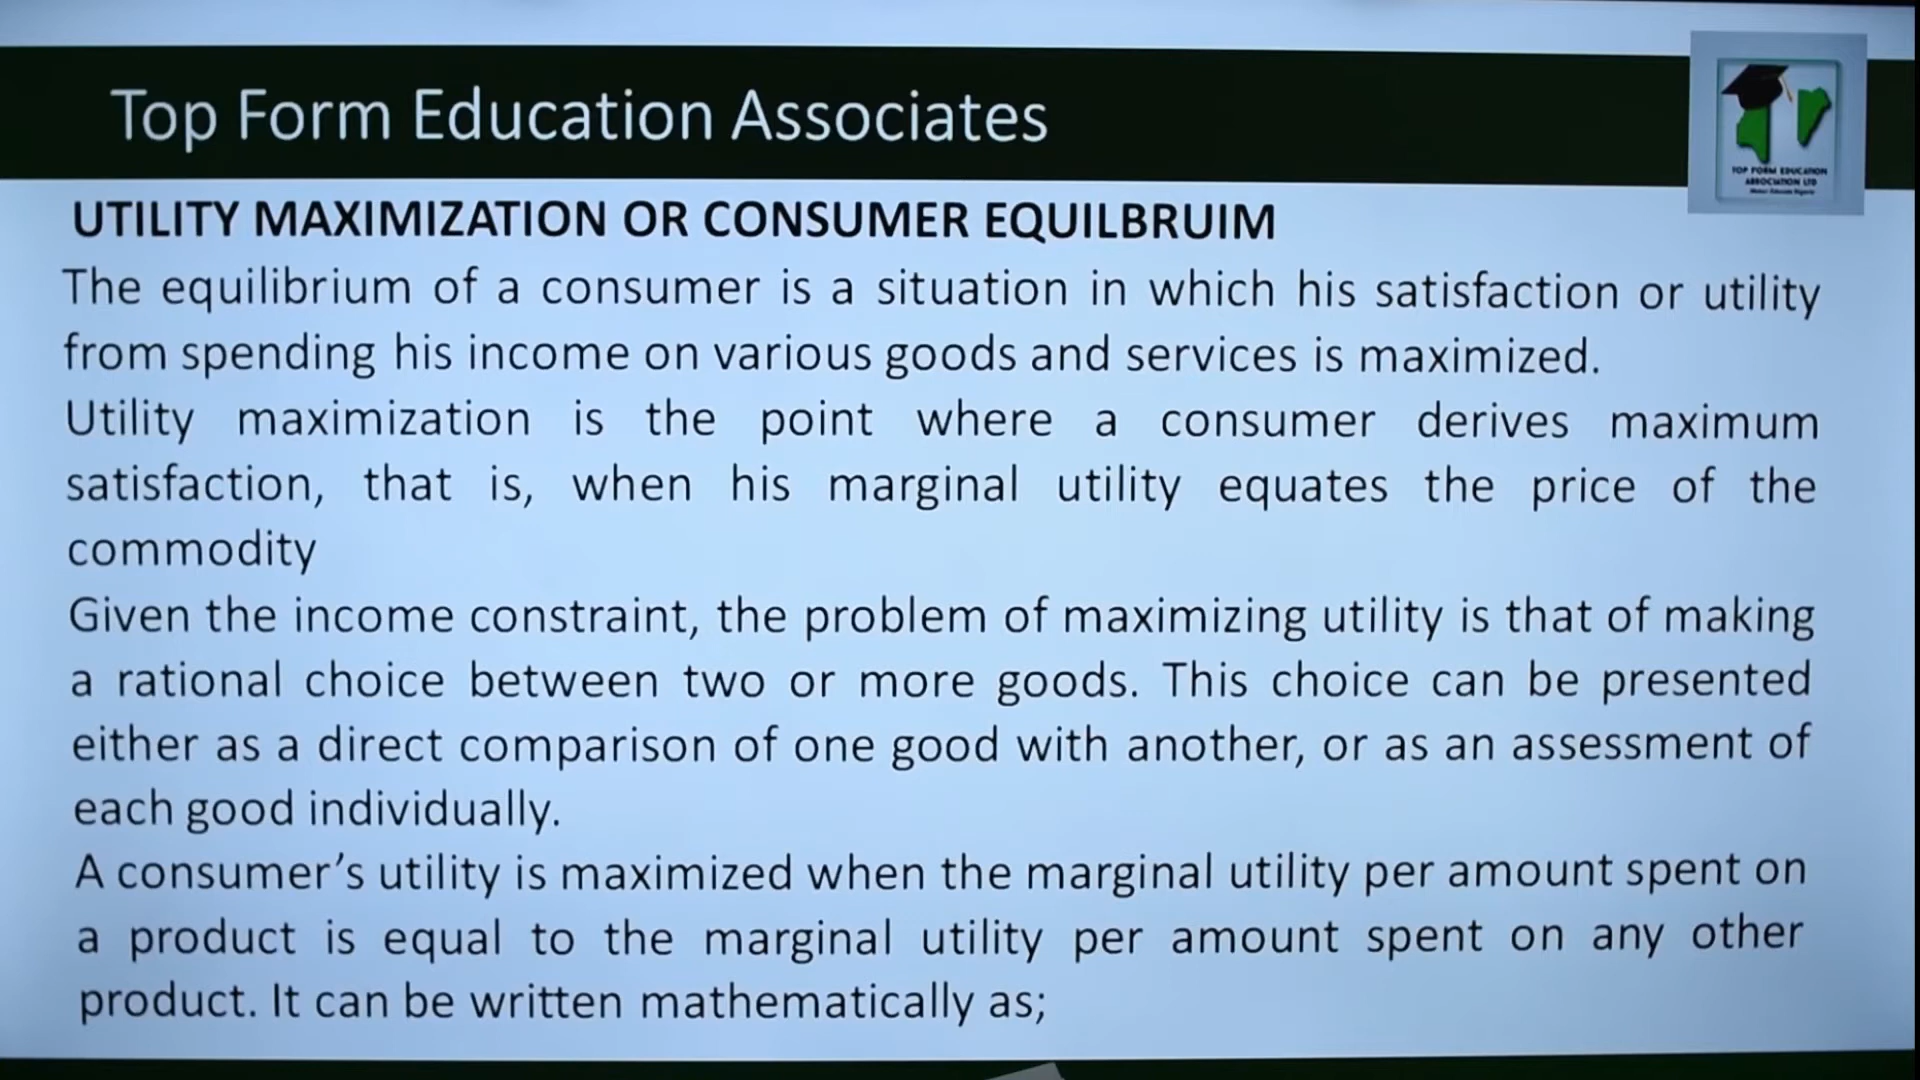 Top Form Education Associates
TOP FORM EDUCATION
ASSOCIATION LTD
UTILITY MAXIMIZATION OR CONSUMER EQUILBRUIM
The equilibrium of a consumer is a situation in which his satisfaction or utility
from spending his income on various goods and services is maximized.
Utility maximization is the point where a consumer derives maximum
satisfaction, that is, when his marginal utility equates the price of the
commodity
Given the income constraint, the problem of maximizing utility is that of making
a rational choice between two or more goods. This choice can be presented
either as a direct comparison of one good with another, or as an assessment of
each good individually.
A consumer’s utility is maximized when the marginal utility per amount spent on
a product is equal to the marginal utility per amount spent on any other
product. It can be written mathematically as;